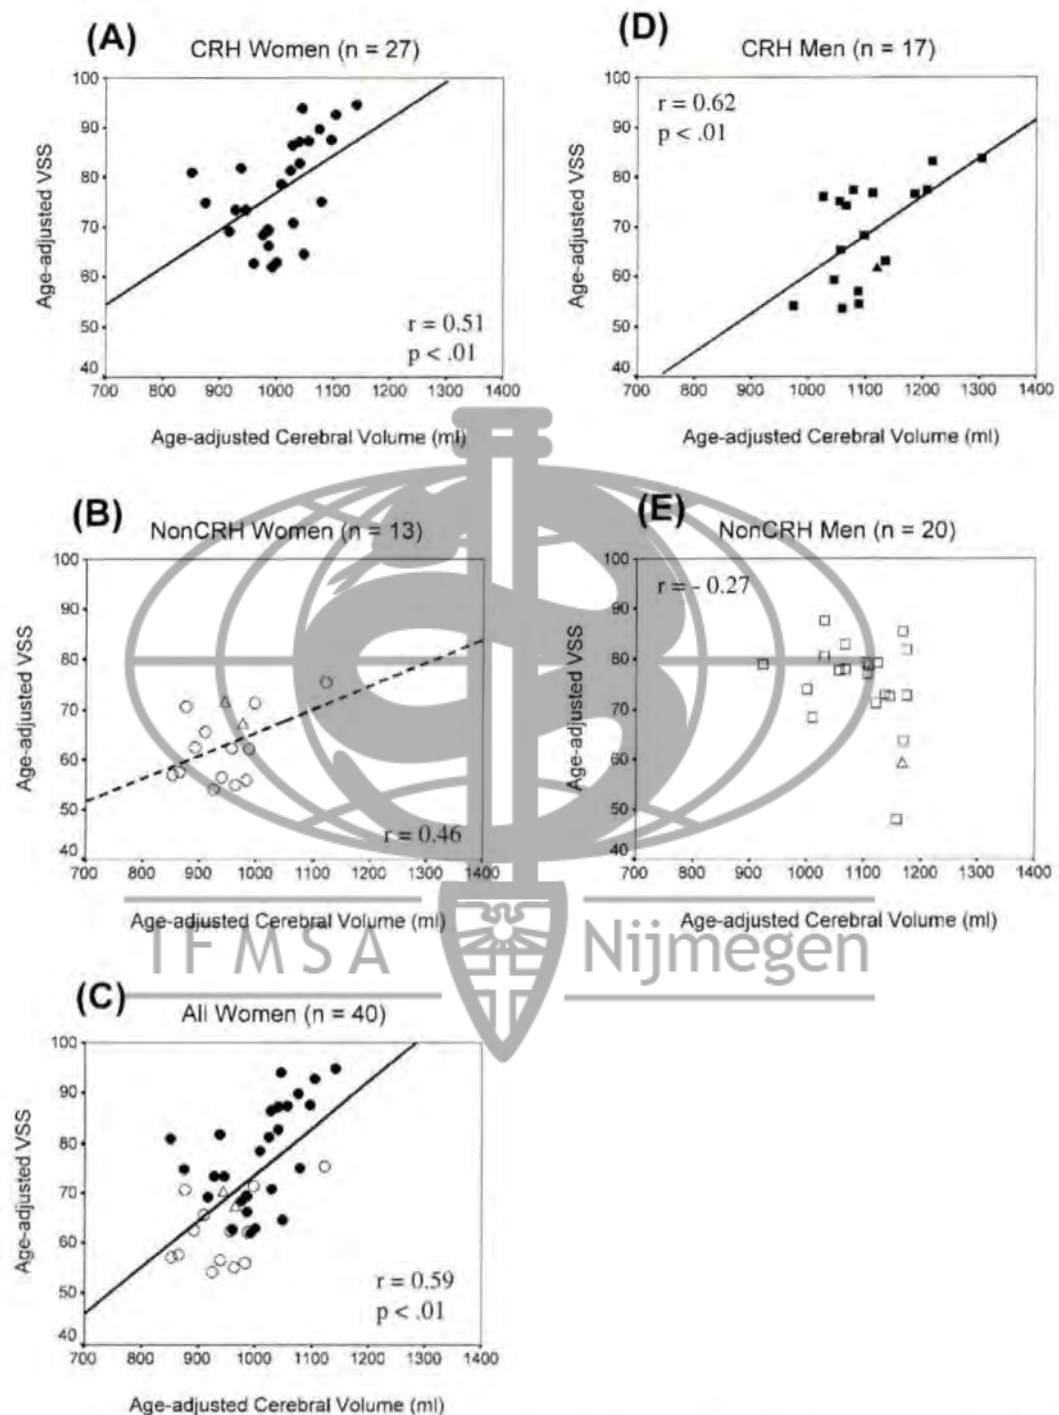 (A)
CRH Women (n = 27)
Age-adjusted VSS
100
90
80
70
60
50
40
r = 0.51
p < .01
700 800 900 1000 1100 1200 1300 1400
Age-adjusted Cerebral Volume (ml)
(D)
CRH Men (n = 17)
Age-adjusted VSS
100
90
80
70
60
50
40
r = 0.62
p < .01
700 800 900 1000 1100 1200 1300 1400
Age-adjusted Cerebral Volume (ml)
(B)
NonCRH Women (n = 13)
Age-adjusted VSS
100
90
80
70
60
50
40
r = 0.46
700 800 900 1000 1100 1200 1300 1400
Age-adjusted Cerebral Volume (ml)
(E)
NonCRH Men (n = 20)
Age-adjusted VSS
100
90
80
70
60
50
40
r = - 0.27
700 800 900 1000 1100 1200 1300 1400
Age-adjusted Cerebral Volume (ml)
IFMSA Nijmegen
(C)
All Women (n = 40)
Age-adjusted VSS
100
90
80
70
60
50
40
r = 0.59
p < .01
700 800 900 1000 1100 1200 1300 1400
Age-adjusted Cerebral Volume (ml)